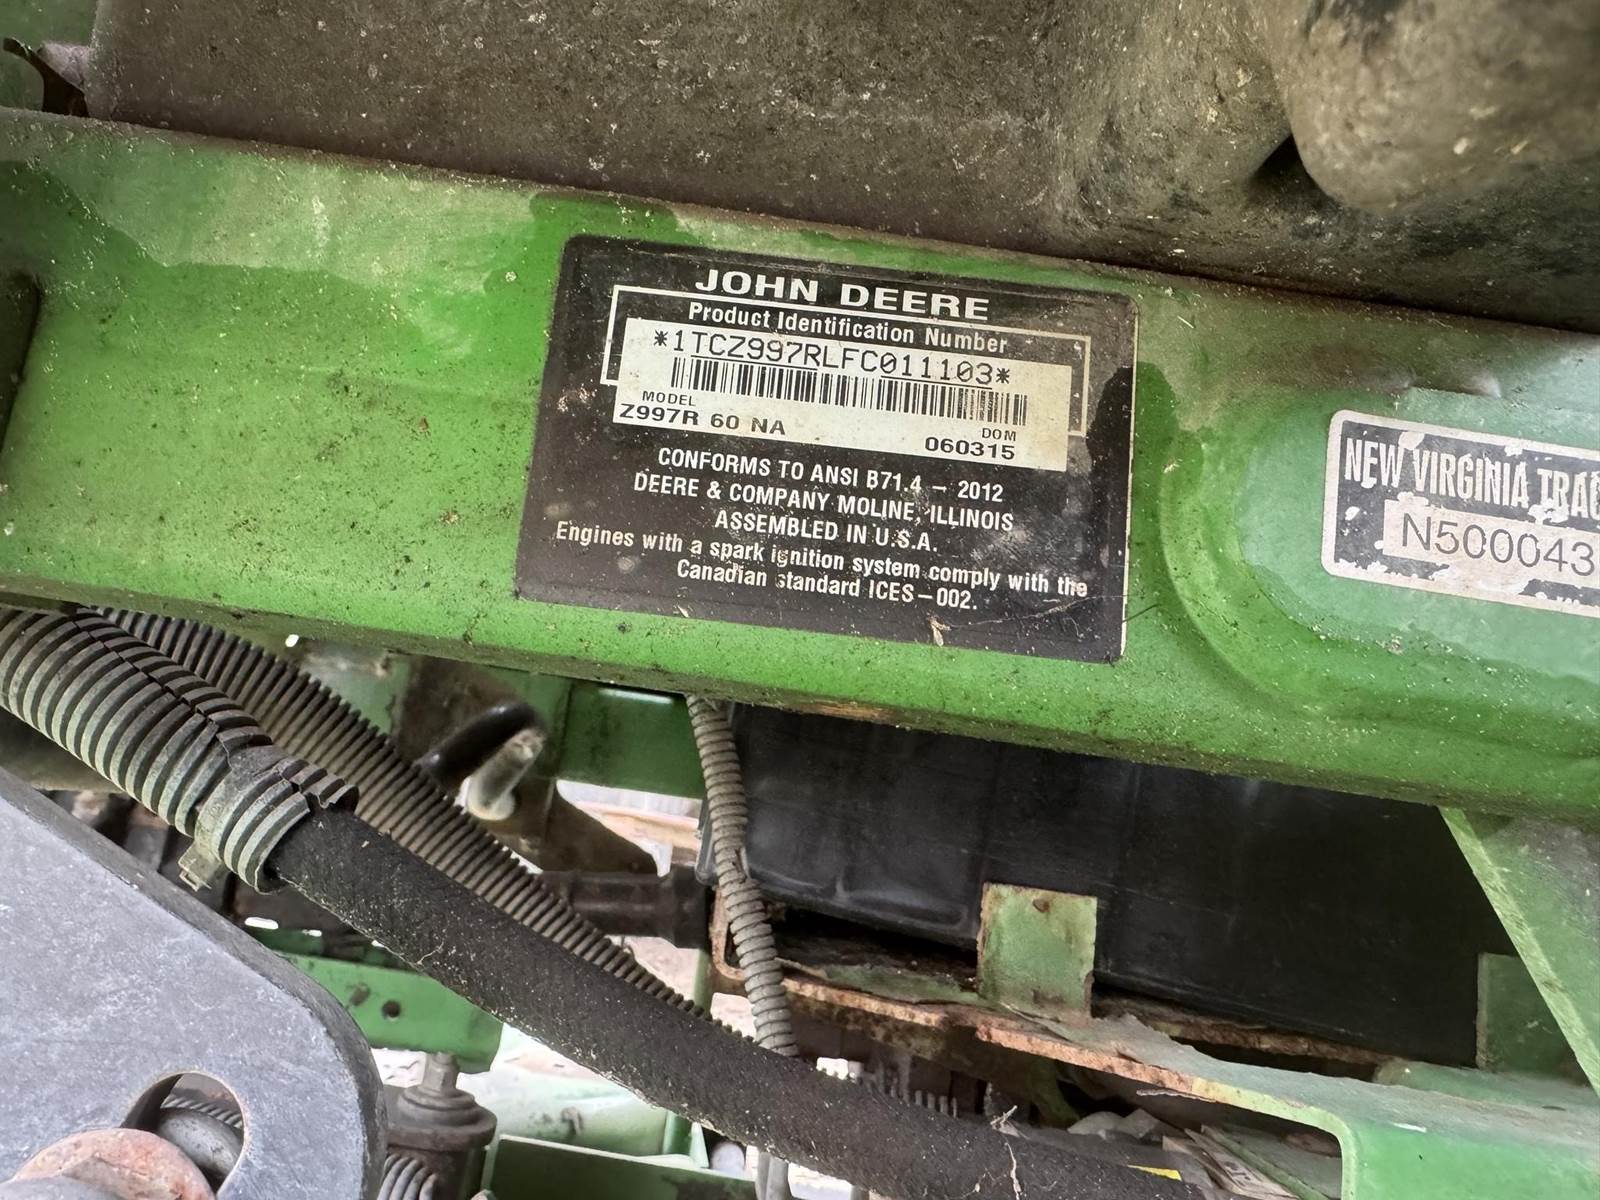 JOHN DEERE
Product Identification Number
*1TCZ997RLFC011103*
MODEL
Z997R 60 NA
DOM
060315
CONFORMS TO ANSI B71.4 – 2012
DEERE & COMPANY MOLINE, ILLINOIS
ASSEMBLED IN U.S.A.
Engines with a spark ignition system comply with the
Canadian standard ICES–002.
NEW VIRGINIA TRAC
N500043